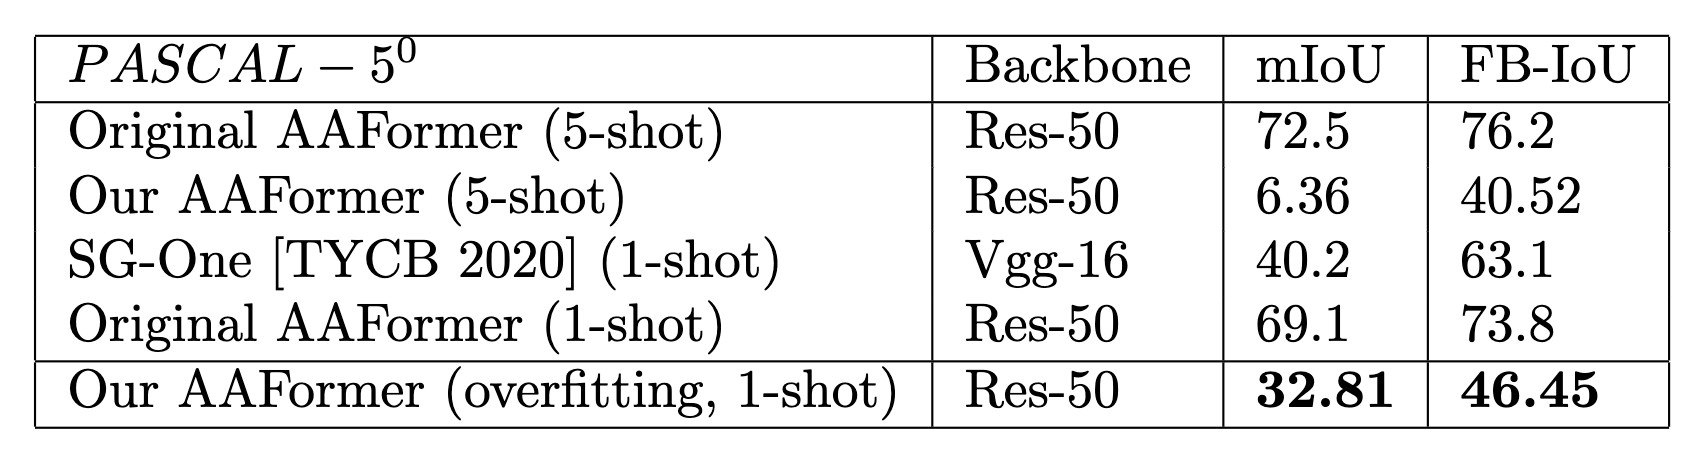 PASCAL − 5⁰ Backbone mIoU FB-IoU
Original AAFormer (5-shot) Res-50 72.5 76.2
Our AAFormer (5-shot) Res-50 6.36 40.52
SG-One [TYCB 2020] (1-shot) Vgg-16 40.2 63.1
Original AAFormer (1-shot) Res-50 69.1 73.8
Our AAFormer (overfitting, 1-shot) Res-50 32.81 46.45